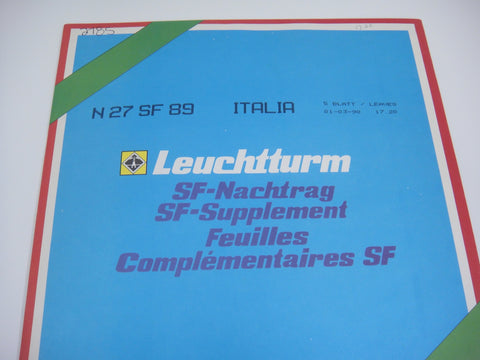 N 27 SF 89 ITALIA 5 BLATT / LEAVES
01-03-90 17.20
Leuchtturm
SF-Nachtrag
SF-Supplement
Feuilles
Complémentaires SF